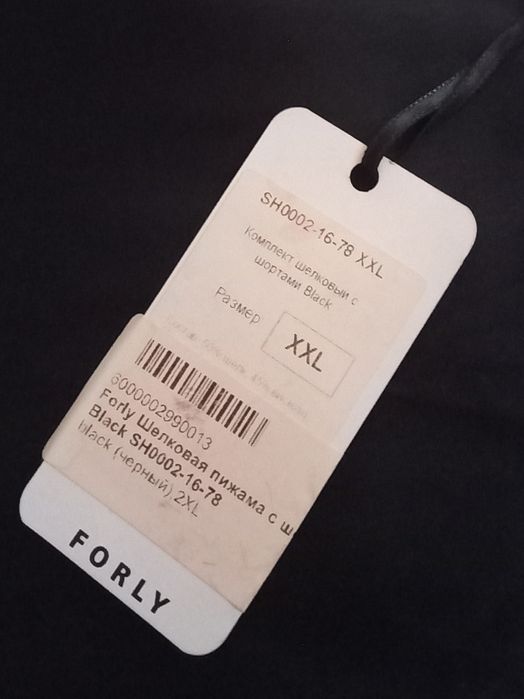 SH0002-16-78 XXL
Комплект шелковый с
шортами Black
Размер
XXL
6000002990013
Forly Шелковая пижама с ш
Black SH0002-16-78
black (черный) 2XL
FORLY